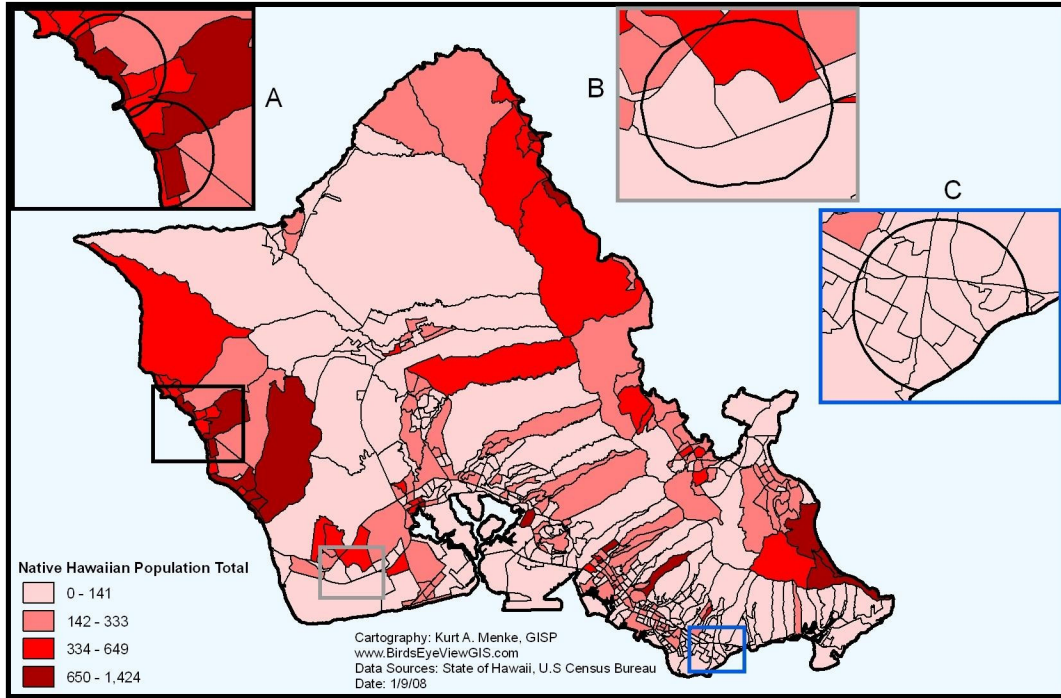 A
B
C
Native Hawaiian Population Total
0 - 141
142 - 333
334 - 649
650 - 1,424
Cartography: Kurt A. Menke, GISP
www.BirdsEyeViewGIS.com
Data Sources: State of Hawaii, U.S Census Bureau
Date: 1/9/08